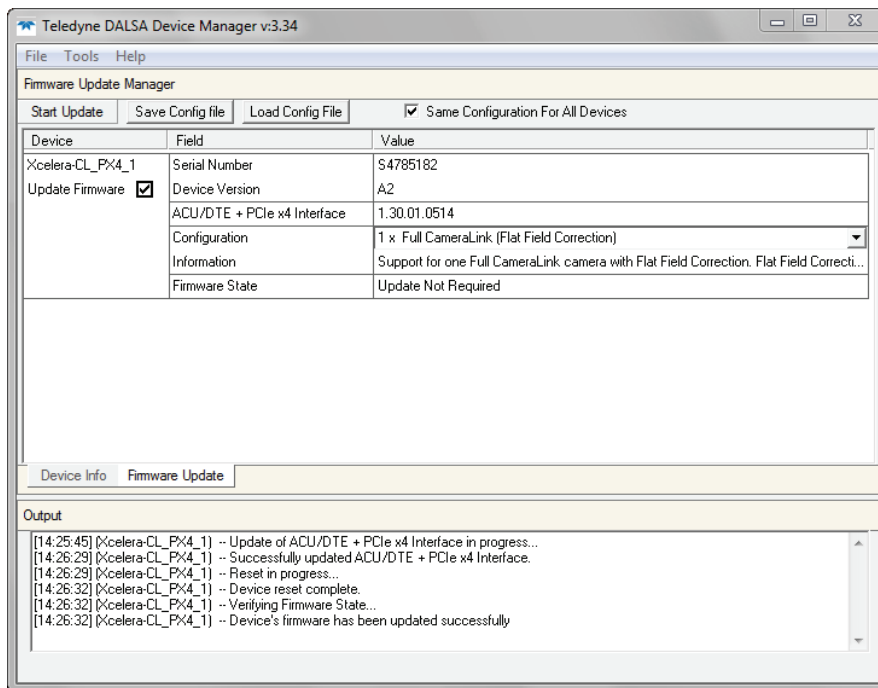 Teledyne DALSA Device Manager v:3.34
File Tools Help
Firmware Update Manager
Start Update Save Config file Load Config File Same Configuration For All Devices
Device Field Value
Xcelera-CL_PX4_1 Serial Number S4785182
Update Firmware Device Version A2
ACU/DTE + PCIe x4 Interface 1.30.01.0514
Configuration 1 x Full CameraLink (Flat Field Correction)
Information Support for one Full CameraLink camera with Flat Field Correction. Flat Field Correcti...
Firmware State Update Not Required
Device Info Firmware Update
Output
[14:25:45] (Xcelera-CL_PX4_1) -- Update of ACU/DTE + PCIe x4 Interface in progress...
[14:26:29] (Xcelera-CL_PX4_1) -- Successfully updated ACU/DTE + PCIe x4 Interface.
[14:26:29] (Xcelera-CL_PX4_1) -- Reset in progress...
[14:26:32] (Xcelera-CL_PX4_1) -- Device reset complete.
[14:26:32] (Xcelera-CL_PX4_1) -- Verifying Firmware State...
[14:26:32] (Xcelera-CL_PX4_1) -- Device's firmware has been updated successfully